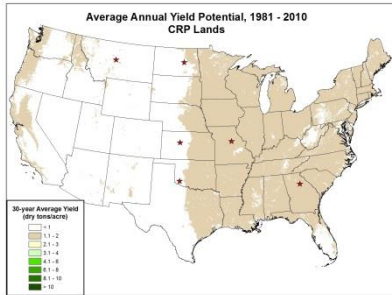 Average Annual Yield Potential, 1981 - 2010
CRP Lands
30-year Average Yield
(dry tons/acre)
< 1
1.1 - 2
2.1 - 3
3.1 - 4
4.1 - 6
6.1 - 8
8.1 - 10
> 10